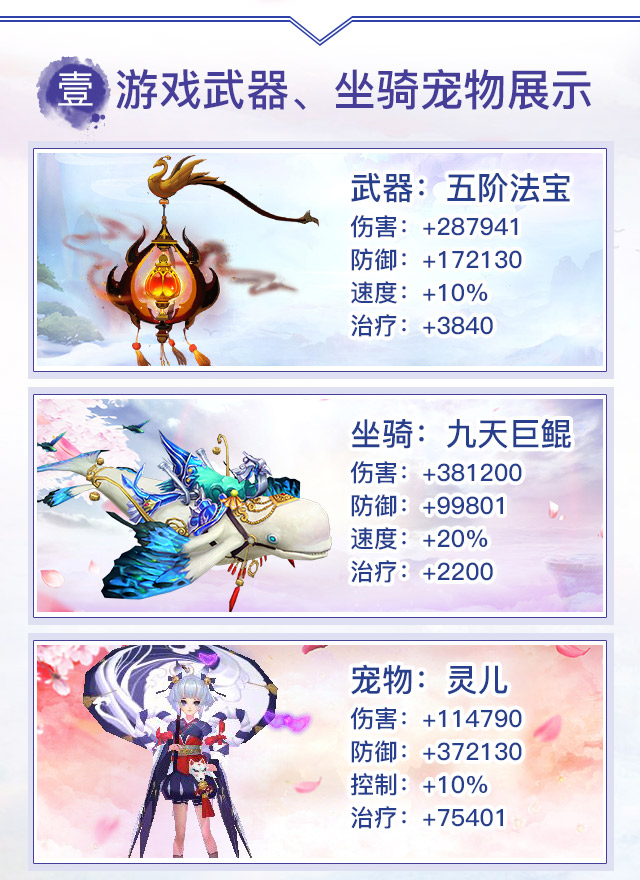 壹 游戏武器、坐骑宠物展示
武器：五阶法宝
伤害：+287941
防御：+172130
速度：+10%
治疗：+3840
坐骑：九天巨鲲
伤害：+381200
防御：+99801
速度：+20%
治疗：+2200
宠物：灵儿
伤害：+114790
防御：+372130
控制：+10%
治疗：+75401